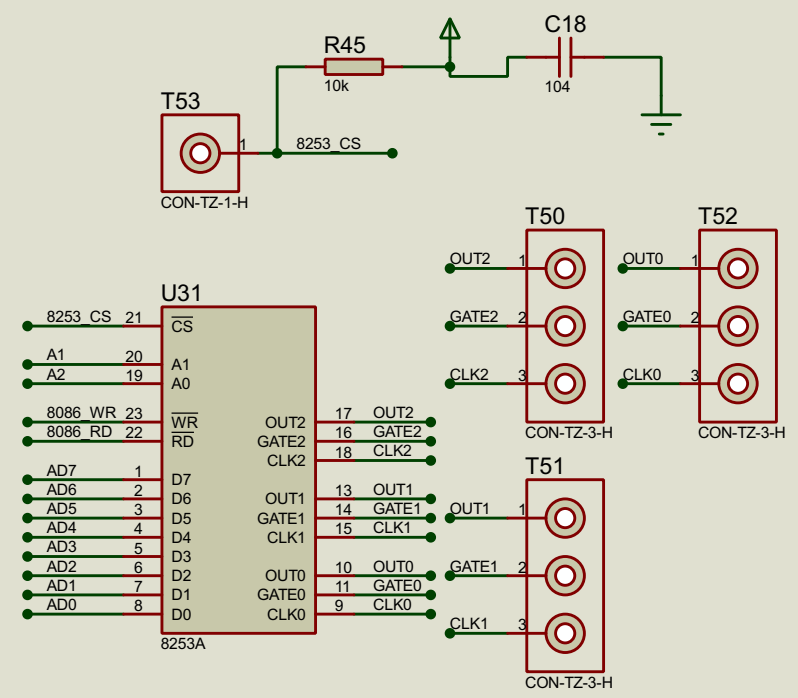 C18
R45
10k
104
T53
1
8253_CS
CON-TZ-1-H
T50
T52
OUT2
1
OUT0
1
GATE2
2
GATE0
2
CLK2
3
CLK0
3
CON-TZ-3-H
CON-TZ-3-H
U31
8253_CS 21 CS
A1 20 A1
A2 19 A0
8086_WR 23 WR
8086_RD 22 RD
AD7 1 D7
AD6 2 D6
AD5 3 D5
AD4 4 D4
AD3 5 D3
AD2 6 D2
AD1 7 D1
AD0 8 D0
OUT2 17 OUT2
GATE2 16 GATE2
CLK2 18 CLK2
OUT1 13 OUT1
GATE1 14 GATE1
CLK1 15 CLK1
OUT0 10 OUT0
GATE0 11 GATE0
CLK0 9 CLK0
8253A
T51
OUT1
1
GATE1
2
CLK1
3
CON-TZ-3-H